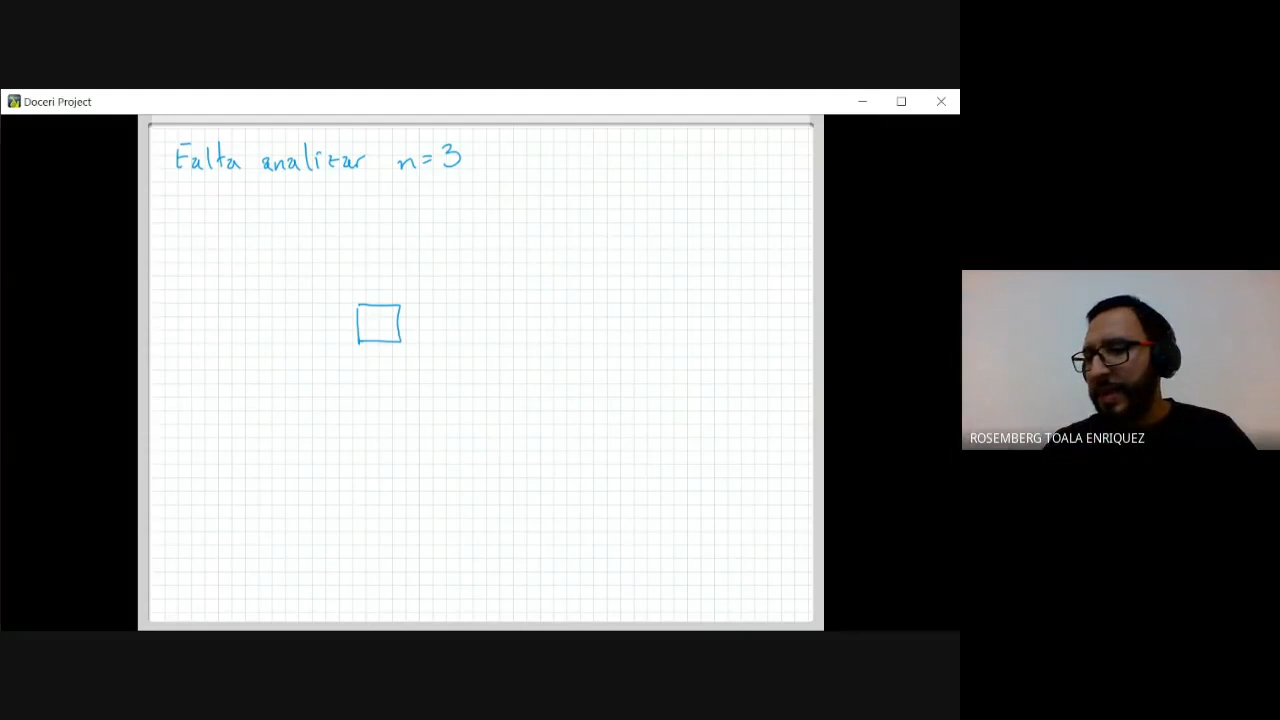 Doceri Project
Falta analizar n = 3
ROSEMBERG TOALA ENRIQUEZ